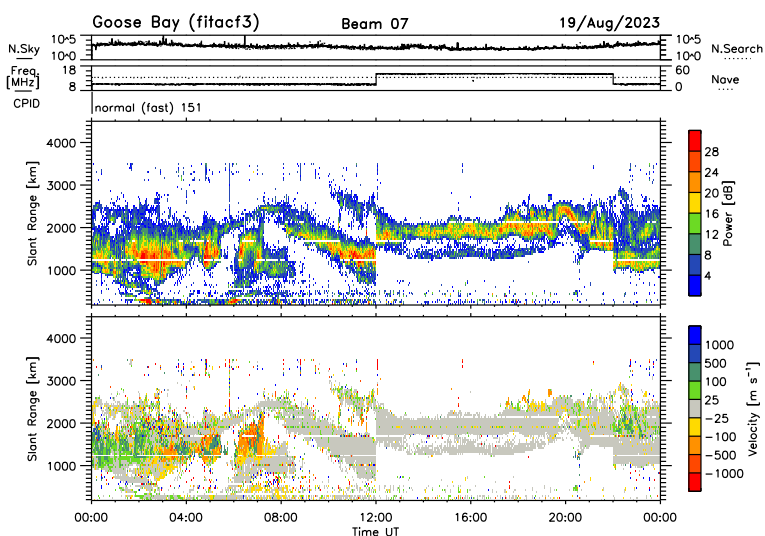 Goose Bay (fitacf3) Beam 07 19/Aug/2023
N.Sky 10^5 10^0 10^5 10^0 N.Search
Freq. [MHz] 18 8 60 0 Nave
CPID normal (fast) 151
Slant Range [km] 4000 3000 2000 1000
Power [dB] 28 24 20 16 12 8 4
Slant Range [km] 4000 3000 2000 1000
Velocity [m s⁻¹] 1000 500 100 25 −25 −100 −500 −1000
00:00 04:00 08:00 12:00 16:00 20:00 00:00
Time UT